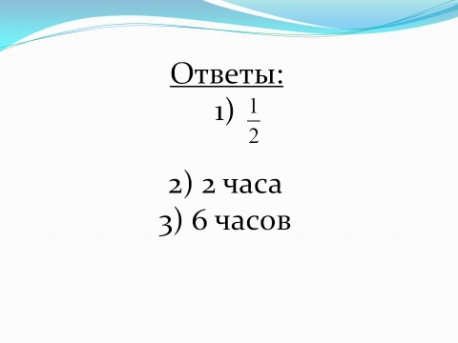 Ответы:
1) 1/2
2) 2 часа
3) 6 часов